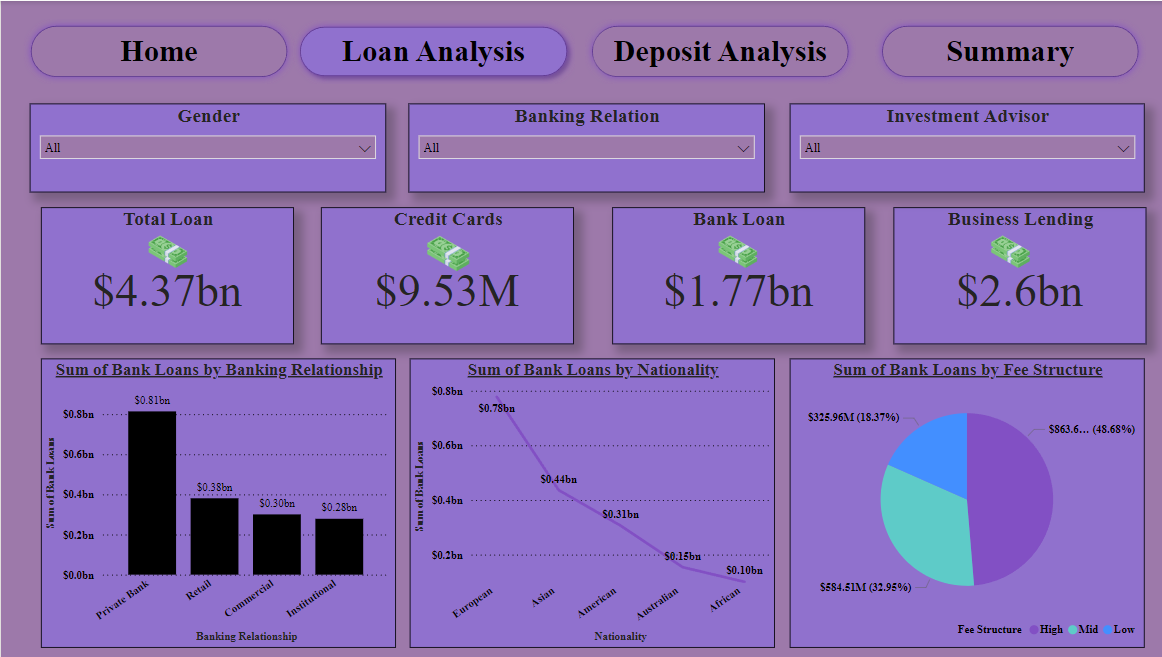 Home
Loan Analysis
Deposit Analysis
Summary
Gender
All
Banking Relation
All
Investment Advisor
All
Total Loan
$4.37bn
Credit Cards
$9.53M
Bank Loan
$1.77bn
Business Lending
$2.6bn
Sum of Bank Loans by Banking Relationship
Sum of Bank Loans
$0.8bn
$0.6bn
$0.4bn
$0.2bn
$0.0bn
$0.81bn
$0.38bn
$0.30bn
$0.28bn
Private Bank
Retail
Commercial
Institutional
Banking Relationship
Sum of Bank Loans by Nationality
Sum of Bank Loans
$0.8bn
$0.6bn
$0.4bn
$0.2bn
$0.78bn
$0.44bn
$0.31bn
$0.15bn
$0.10bn
European
Asian
American
Australian
African
Nationality
Sum of Bank Loans by Fee Structure
$325.96M (18.37%)
$863.6... (48.68%)
$584.51M (32.95%)
Fee Structure High Mid Low